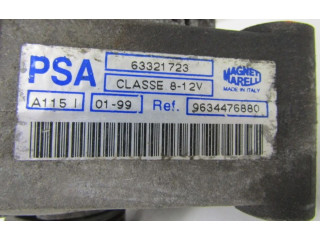 PSA
63321723
CLASSE 8-12V
MAGNETI
MARELLI
MADE IN ITALY
A115 I
01-99
Ref. 9634476880